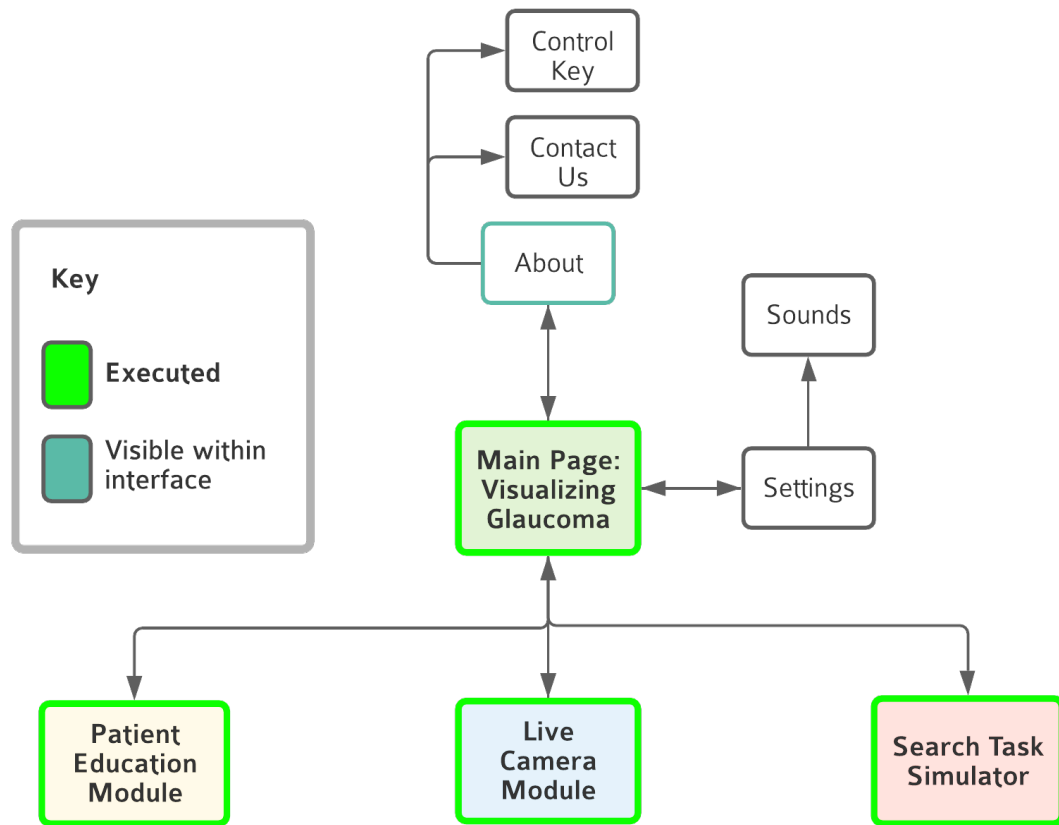 Control
Key
Contact
Us
About
Key
Executed
Visible within
interface
Sounds
Main Page:
Visualizing
Glaucoma
Settings
Patient
Education
Module
Live
Camera
Module
Search Task
Simulator